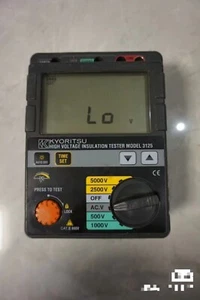 Lo
KYORITSU
HIGH VOLTAGE INSULATION TESTER MODEL 3125
TIME SET
PRESS TO TEST
5000V
2500V
OFF
AC.V
500V
1000V
LOCK
CE